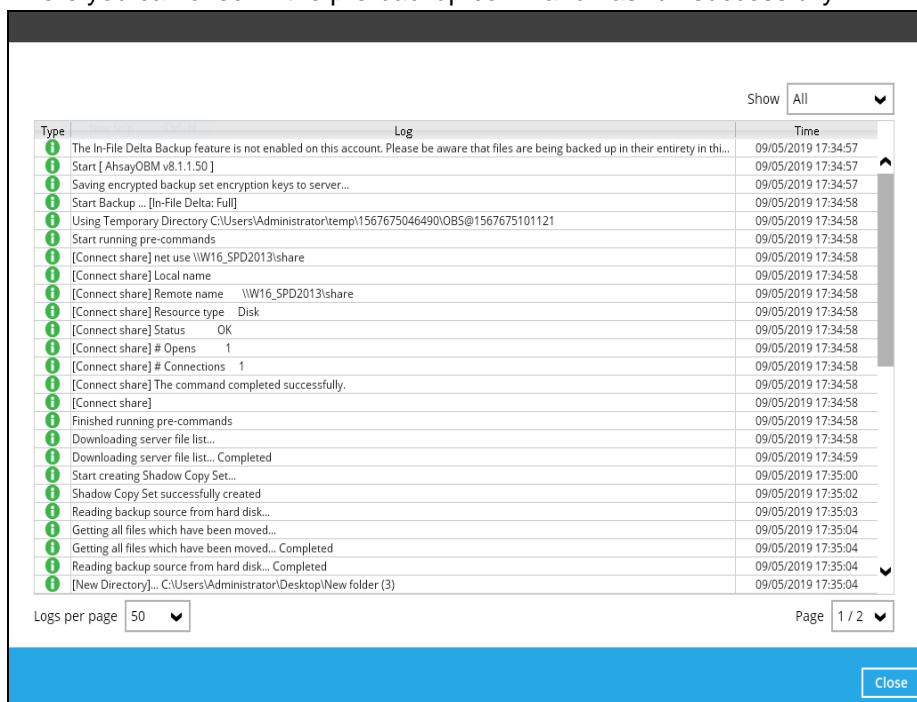 Show All
Type Log Time
The In-File Delta Backup feature is not enabled on this account. Please be aware that files are being backed up in their entirety in thi... 09/05/2019 17:34:57
Start [ AhsayOBM v8.1.1.50 ] 09/05/2019 17:34:57
Saving encrypted backup set encryption keys to server... 09/05/2019 17:34:57
Start Backup ... [In-File Delta: Full] 09/05/2019 17:34:58
Using Temporary Directory C:\Users\Administrator\temp\1567675046490\OBS@1567675101121 09/05/2019 17:34:58
Start running pre-commands 09/05/2019 17:34:58
[Connect share] net use \\W16_SPD2013\share 09/05/2019 17:34:58
[Connect share] Local name 09/05/2019 17:34:58
[Connect share] Remote name \\W16_SPD2013\share 09/05/2019 17:34:58
[Connect share] Resource type Disk 09/05/2019 17:34:58
[Connect share] Status OK 09/05/2019 17:34:58
[Connect share] # Opens 1 09/05/2019 17:34:58
[Connect share] # Connections 1 09/05/2019 17:34:58
[Connect share] The command completed successfully. 09/05/2019 17:34:58
[Connect share] 09/05/2019 17:34:58
Finished running pre-commands 09/05/2019 17:34:58
Downloading server file list... 09/05/2019 17:34:58
Downloading server file list... Completed 09/05/2019 17:34:59
Start creating Shadow Copy Set... 09/05/2019 17:35:00
Shadow Copy Set successfully created 09/05/2019 17:35:02
Reading backup source from hard disk... 09/05/2019 17:35:03
Getting all files which have been moved... 09/05/2019 17:35:04
Getting all files which have been moved... Completed 09/05/2019 17:35:04
Reading backup source from hard disk... Completed 09/05/2019 17:35:04
[New Directory]... C:\Users\Administrator\Desktop\New folder (3) 09/05/2019 17:35:04
Logs per page 50 Page 1 / 2
Close